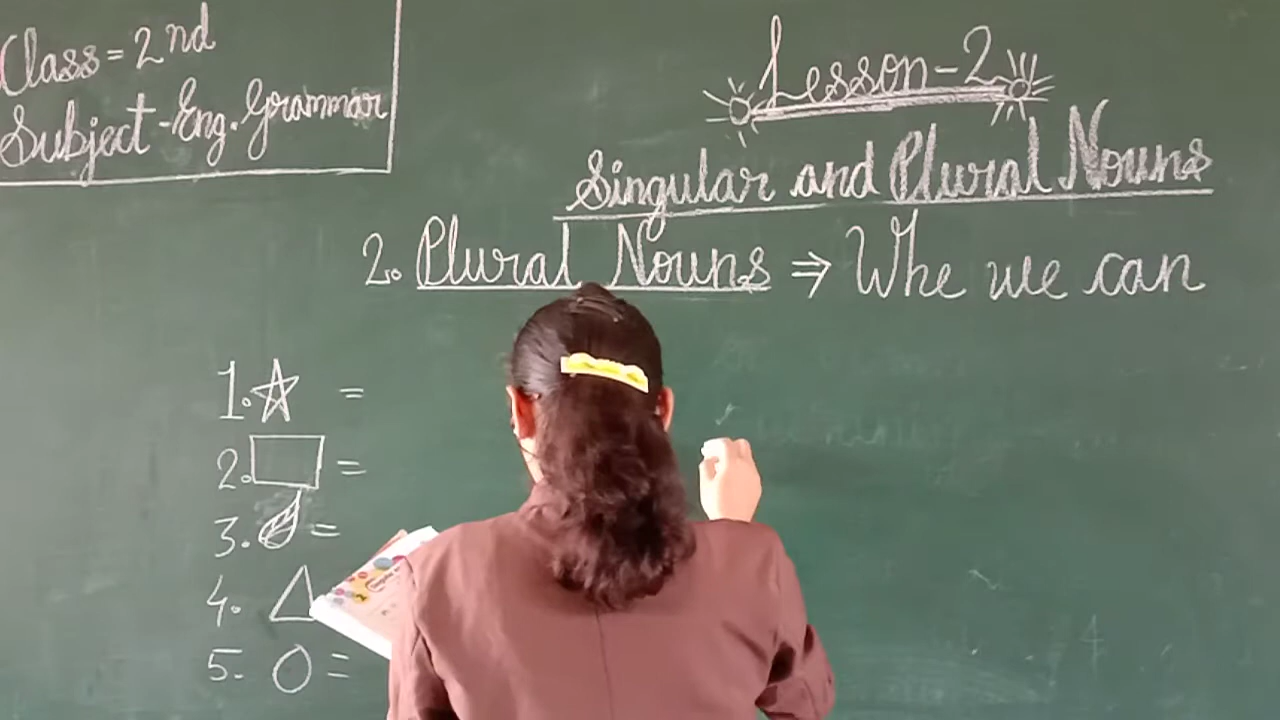 Class = 2nd
Subject - Eng. Grammar
Lesson - 2
Singular and Plural Nouns
2. Plural Nouns ⇒ Whe we can
1. =
2. =
3. =
4.
5. =